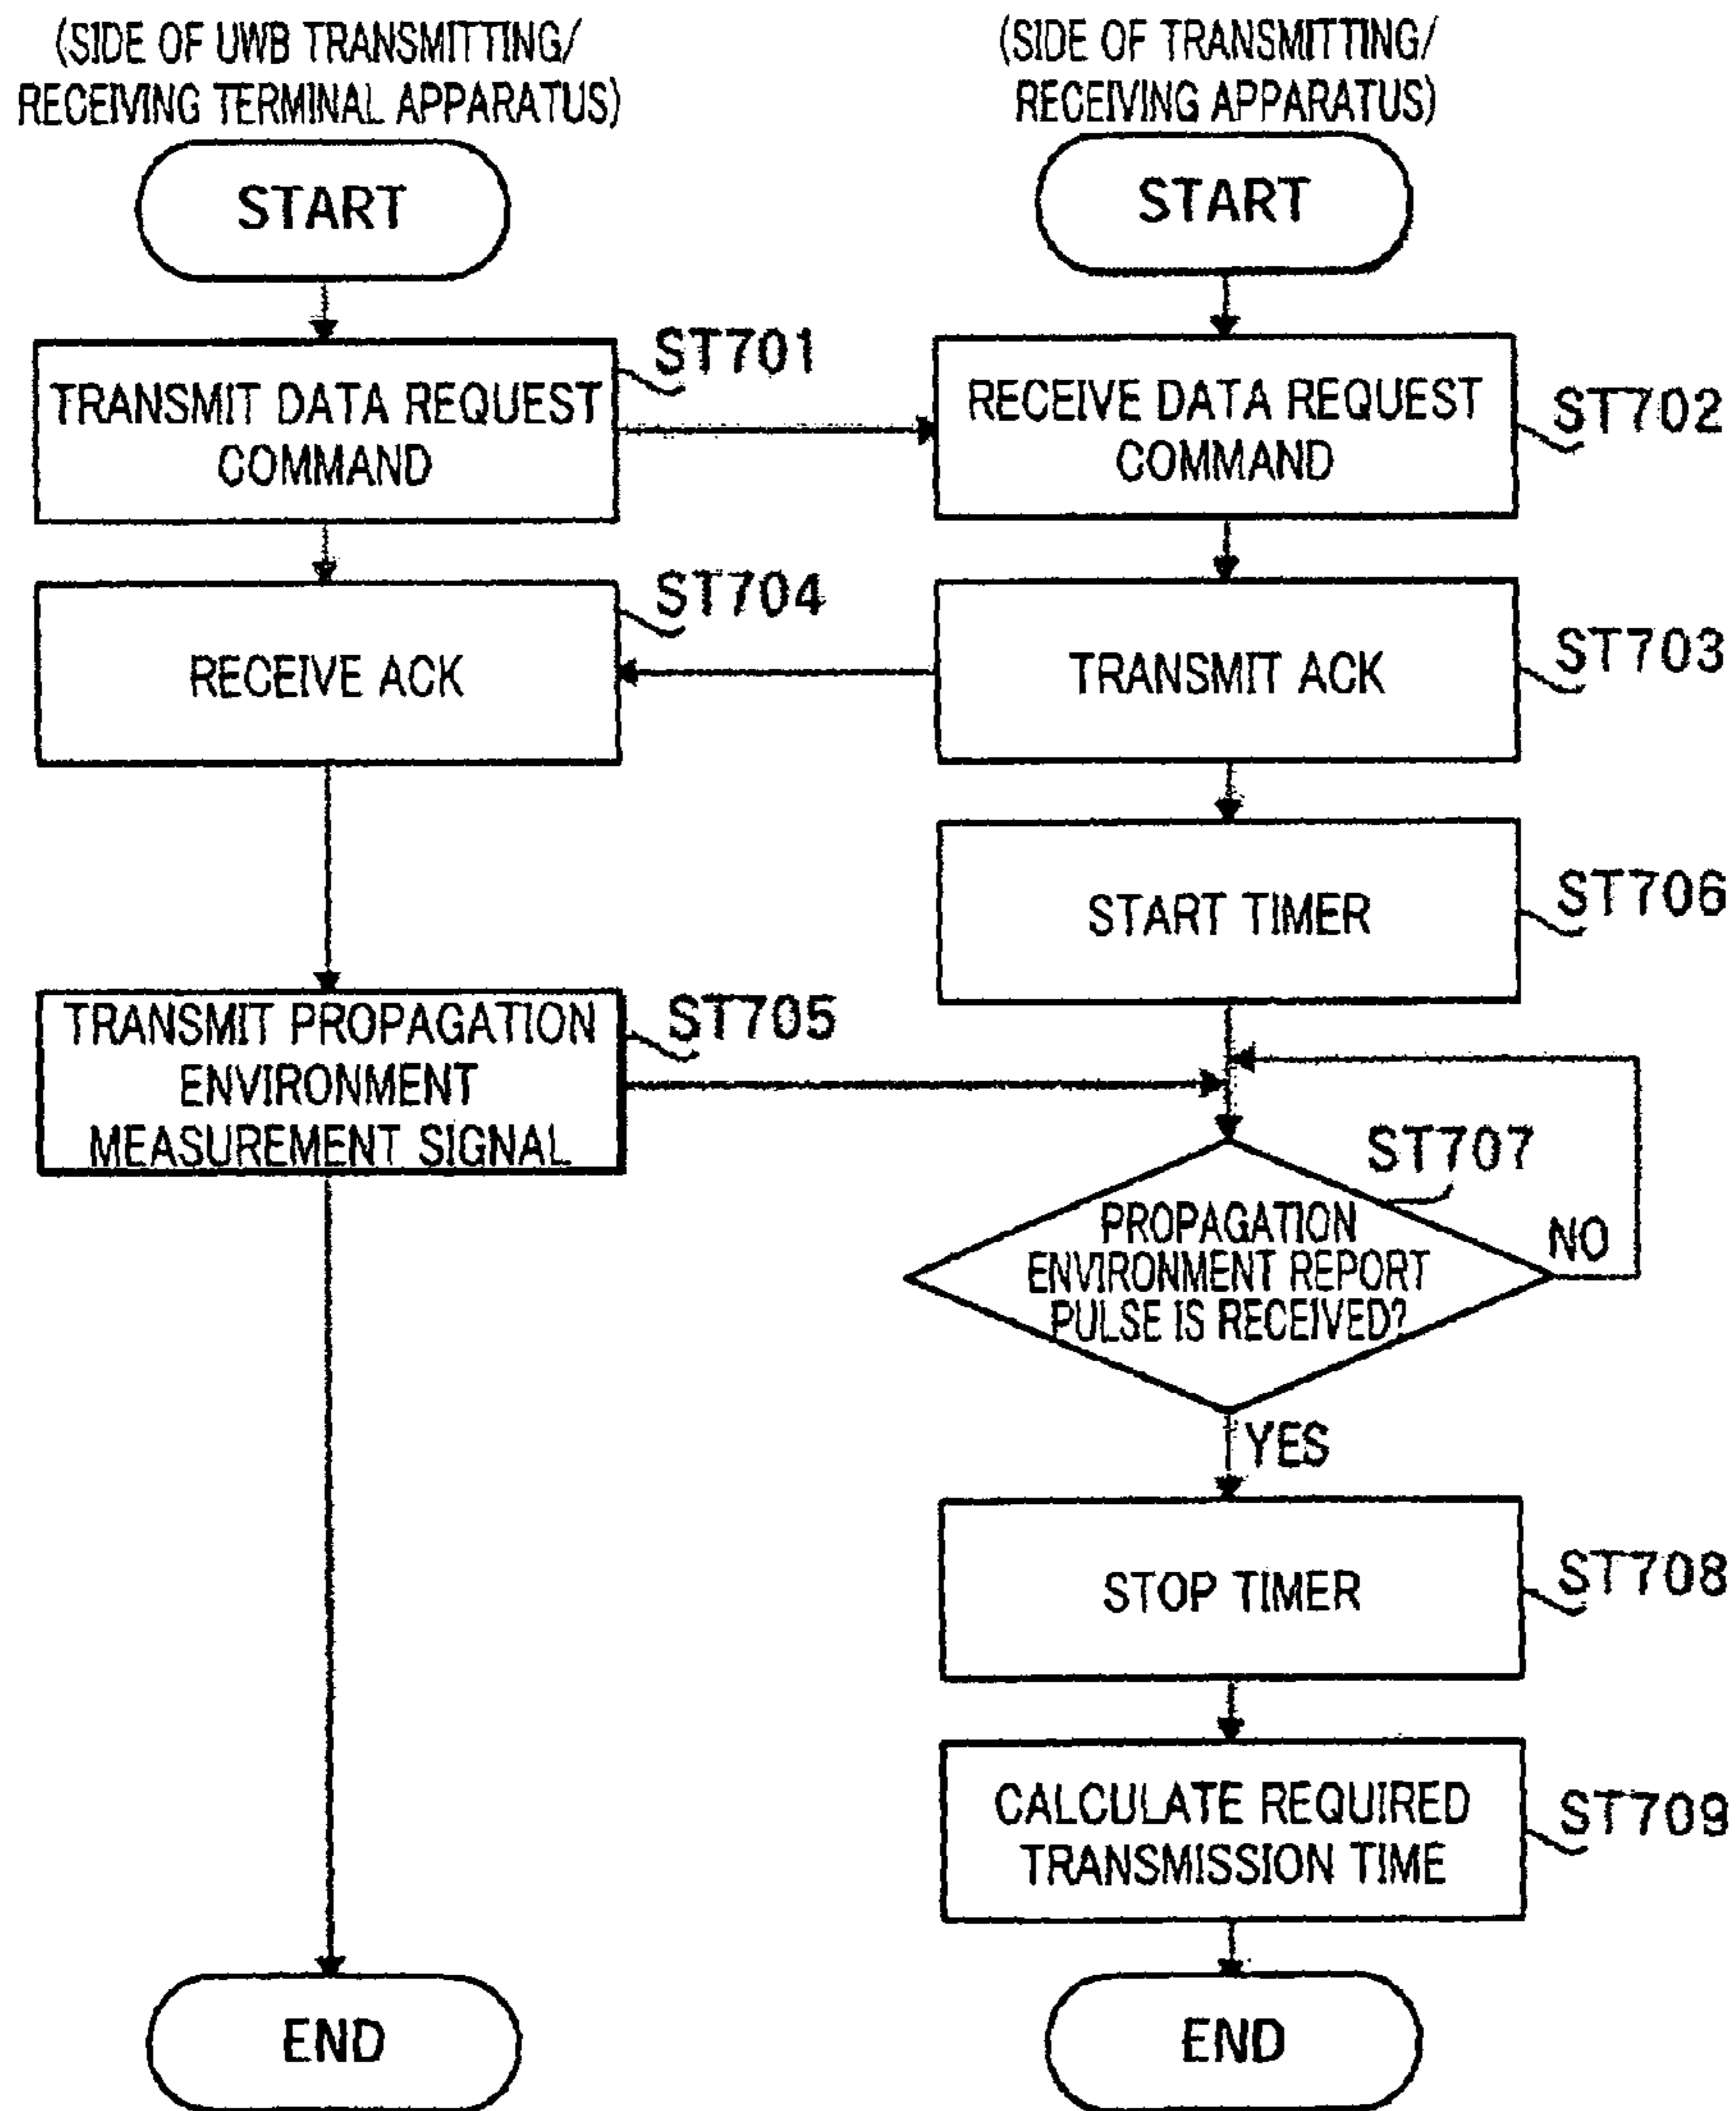 (SIDE OF UWB TRANSMITTING/
RECEIVING TERMINAL APPARATUS)
START
TRANSMIT DATA REQUEST
COMMAND
ST701
RECEIVE ACK
ST704
TRANSMIT PROPAGATION
ENVIRONMENT
MEASUREMENT SIGNAL
ST705
END
(SIDE OF TRANSMITTING/
RECEIVING APPARATUS)
START
RECEIVE DATA REQUEST
COMMAND
ST702
TRANSMIT ACK
ST703
START TIMER
ST706
PROPAGATION
ENVIRONMENT REPORT
PULSE IS RECEIVED?
ST707
NO
YES
STOP TIMER
ST708
CALCULATE REQUIRED
TRANSMISSION TIME
ST709
END